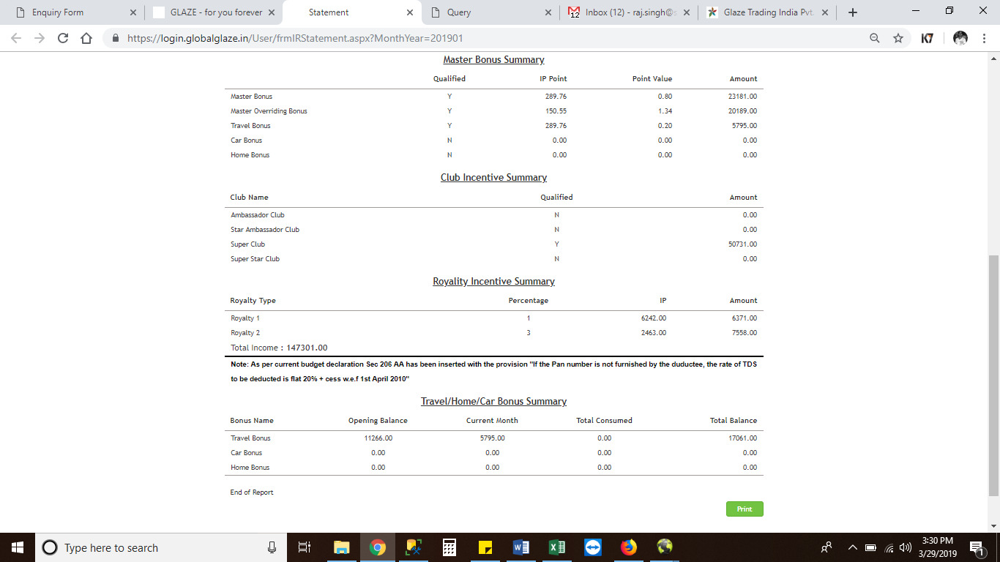 Enquiry Form
GLAZE - for you forever
Statement
Query
12
Inbox (12) - raj.singh@s
Glaze Trading India Pvt.
https://login.globalglaze.in/User/frmIRStatement.aspx?MonthYear=201901
K7
Master Bonus Summary
Qualified IP Point Point Value Amount
Master Bonus Y 289.76 0.80 23181.00
Master Overriding Bonus Y 150.55 1.34 20189.00
Travel Bonus Y 289.76 0.20 5795.00
Car Bonus N 0.00 0.00 0.00
Home Bonus N 0.00 0.00 0.00
Club Incentive Summary
Club Name Qualified Amount
Ambassador Club N 0.00
Star Ambassador Club N 0.00
Super Club Y 50731.00
Super Star Club N 0.00
Royality Incentive Summary
Royalty Type Percentage IP Amount
Royalty 1 1 6242.00 6371.00
Royalty 2 3 2463.00 7558.00
Total Income : 147301.00
Note: As per current budget declaration Sec 206 AA has been inserted with the provision "If the Pan number is not furnished by the duductee, the rate of TDS
to be deducted is flat 20% + cess w.e.f 1st April 2010"
Travel/Home/Car Bonus Summary
Bonus Name Opening Balance Current Month Total Consumed Total Balance
Travel Bonus 11266.00 5795.00 0.00 17061.00
Car Bonus 0.00 0.00 0.00 0.00
Home Bonus 0.00 0.00 0.00 0.00
End of Report
Print
Type here to search
3:30 PM
3/29/2019
1